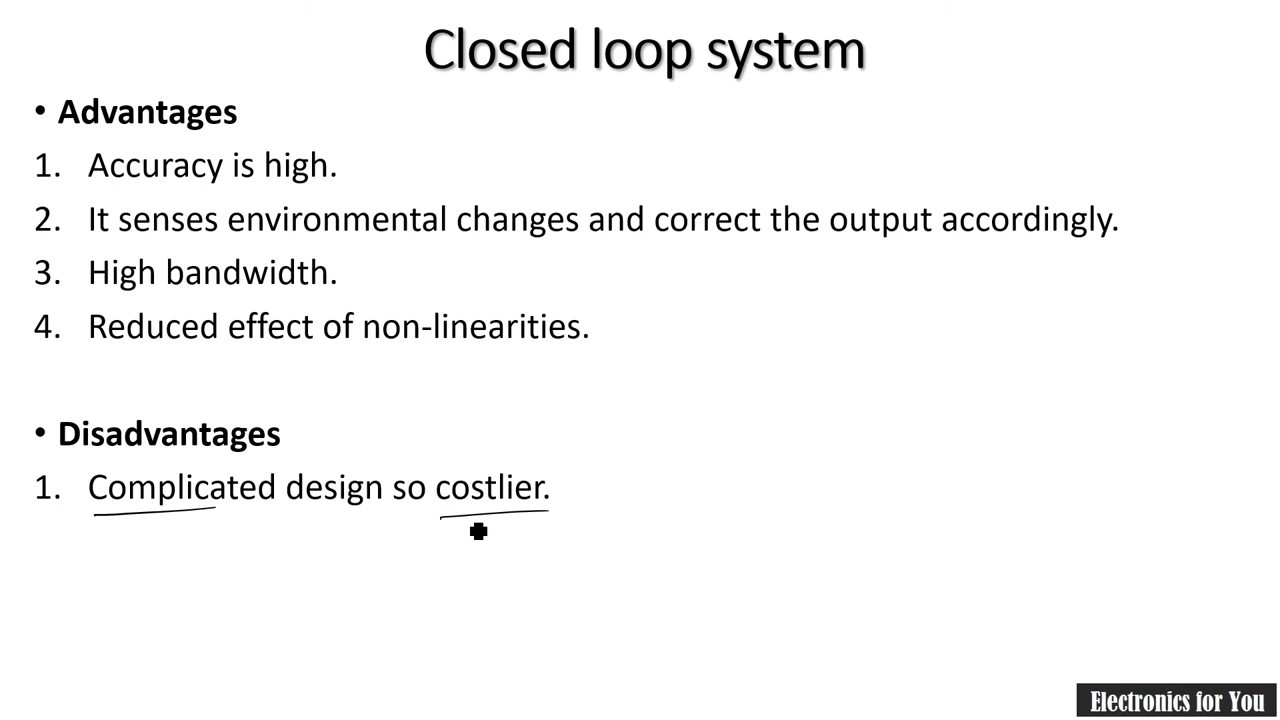 Closed loop system
• Advantages
1. Accuracy is high.
2. It senses environmental changes and correct the output accordingly.
3. High bandwidth.
4. Reduced effect of non-linearities.
• Disadvantages
1. Complicated design so costlier.
Electronics for You